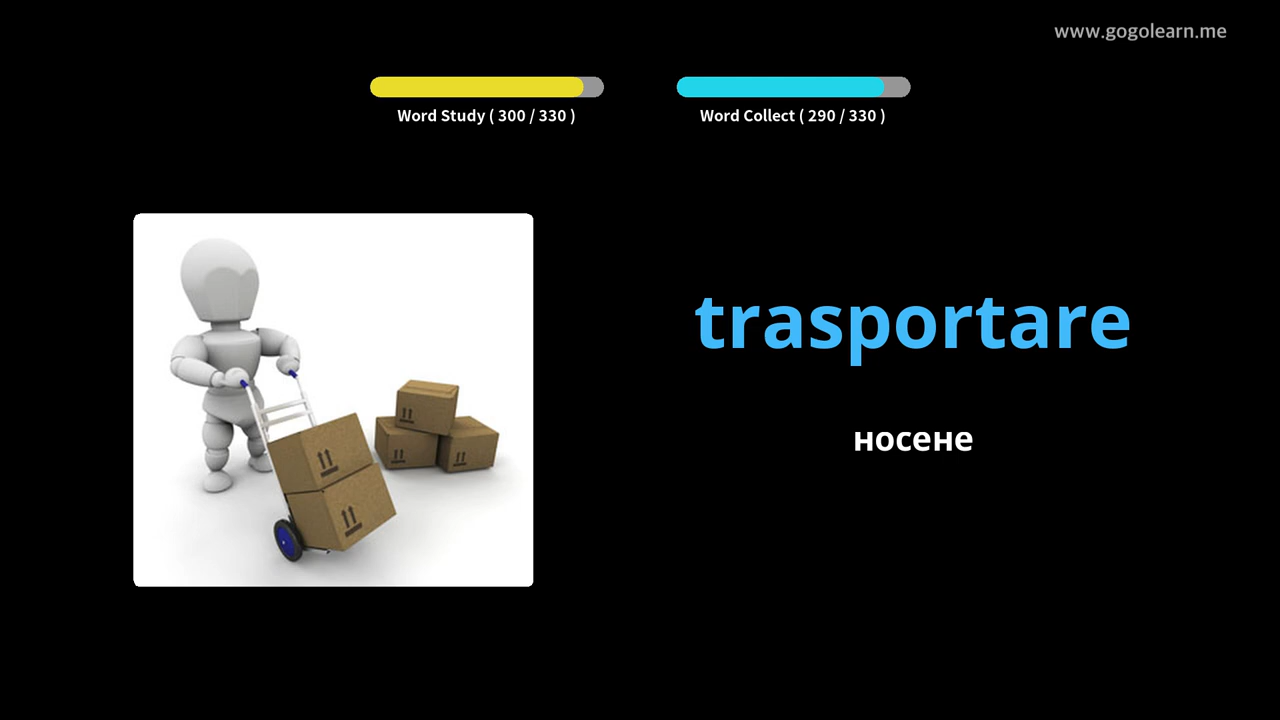 www.gogolearn.me
Word Study ( 300 / 330 )
Word Collect ( 290 / 330 )
trasportare
носене